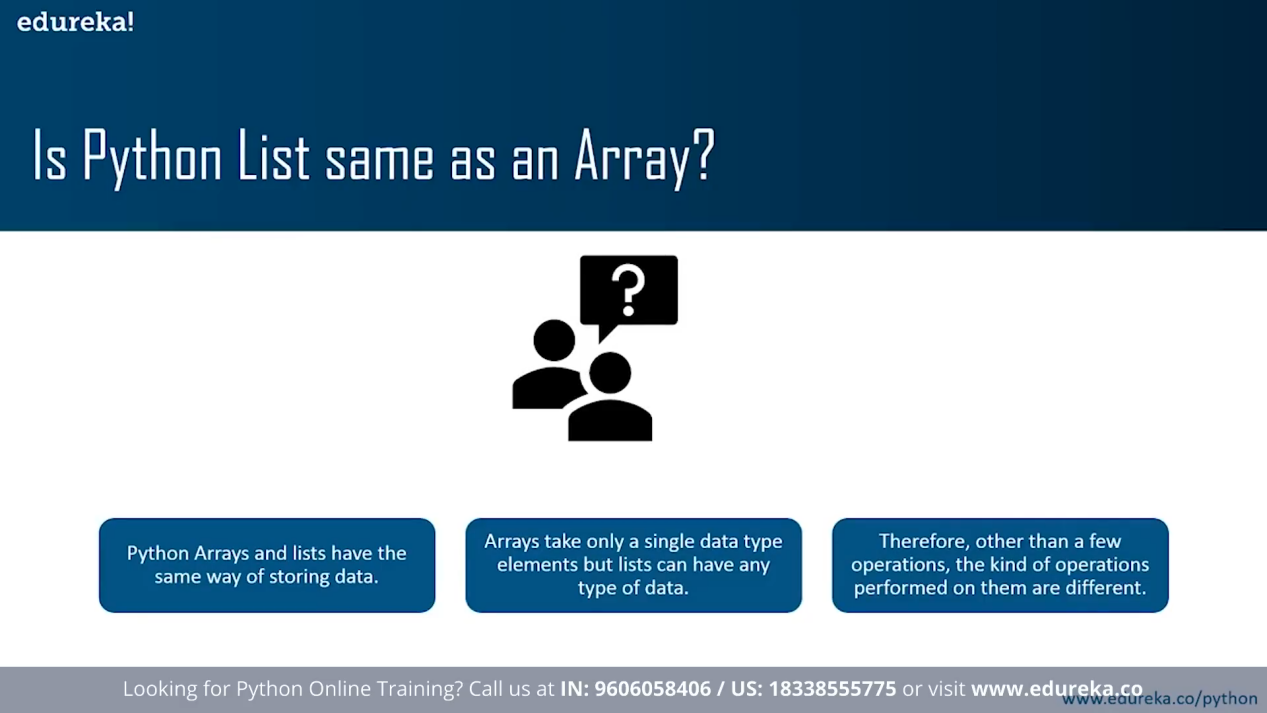 edureka!
Is Python List same as an Array?
?
Python Arrays and lists have the
same way of storing data.
Arrays take only a single data type
elements but lists can have any
type of data.
Therefore, other than a few
operations, the kind of operations
performed on them are different.
Looking for Python Online Training? Call us at IN: 9606058406 / US: 18338555775 or visit www.edureka.co
www.edureka.co/python